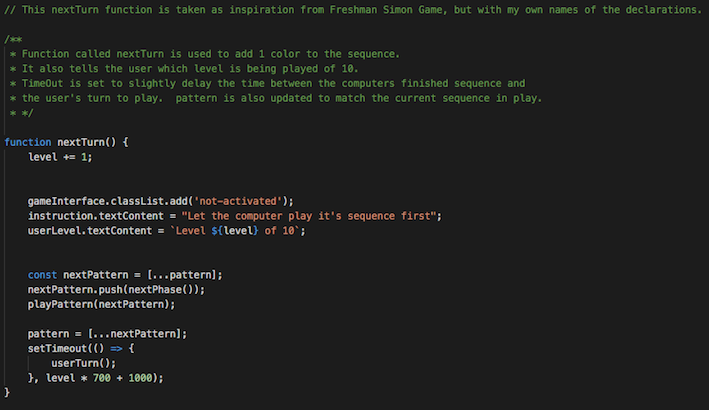 // This nextTurn function is taken as inspiration from Freshman Simon Game, but with my own names of the declarations.
/**
* Function called nextTurn is used to add 1 color to the sequence.
* It also tells the user which level is being played of 10.
* TimeOut is set to slightly delay the time between the computers finished sequence and
* the user's turn to play.  pattern is also updated to match the current sequence in play.
* */
function nextTurn() {
level += 1;
gameInterface.classList.add('not-activated');
instruction.textContent = "Let the computer play it's sequence first";
userLevel.textContent = `Level ${level} of 10`;
const nextPattern = [...pattern];
nextPattern.push(nextPhase());
playPattern(nextPattern);
pattern = [...nextPattern];
setTimeout(() => {
userTurn();
}, level * 700 + 1000);
}